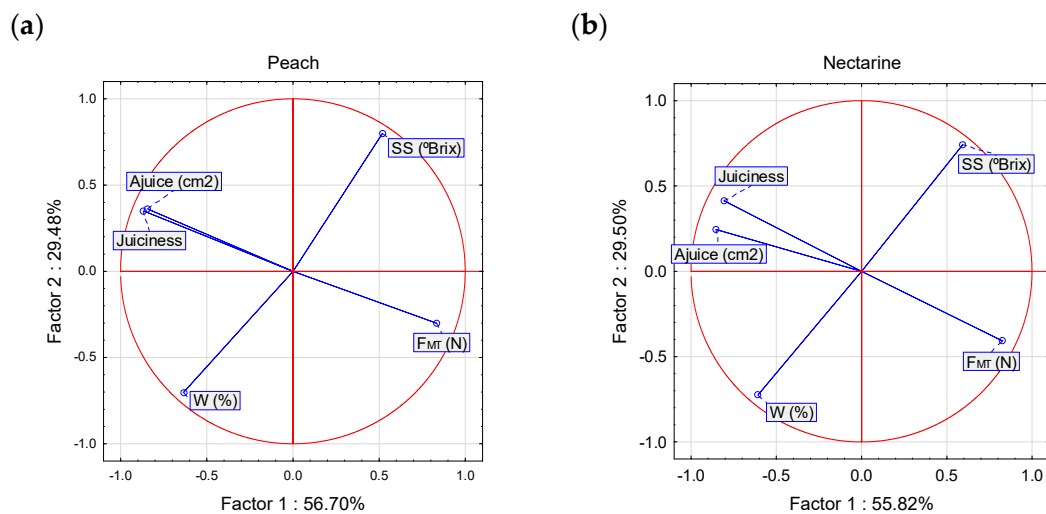 (a)
Peach
1.0
0.5
0.0
-0.5
-1.0
Factor 2 : 29.48%
SS (ºBrix)
Ajuice (cm2)
Juiciness
FMT (N)
W (%)
-1.0
-0.5
0.0
0.5
1.0
Factor 1 : 56.70%
(b)
Nectarine
1.0
0.5
0.0
-0.5
-1.0
Factor 2 : 29.50%
SS (ºBrix)
Juiciness
Ajuice (cm2)
FMT (N)
W (%)
-1.0
-0.5
0.0
0.5
1.0
Factor 1 : 55.82%